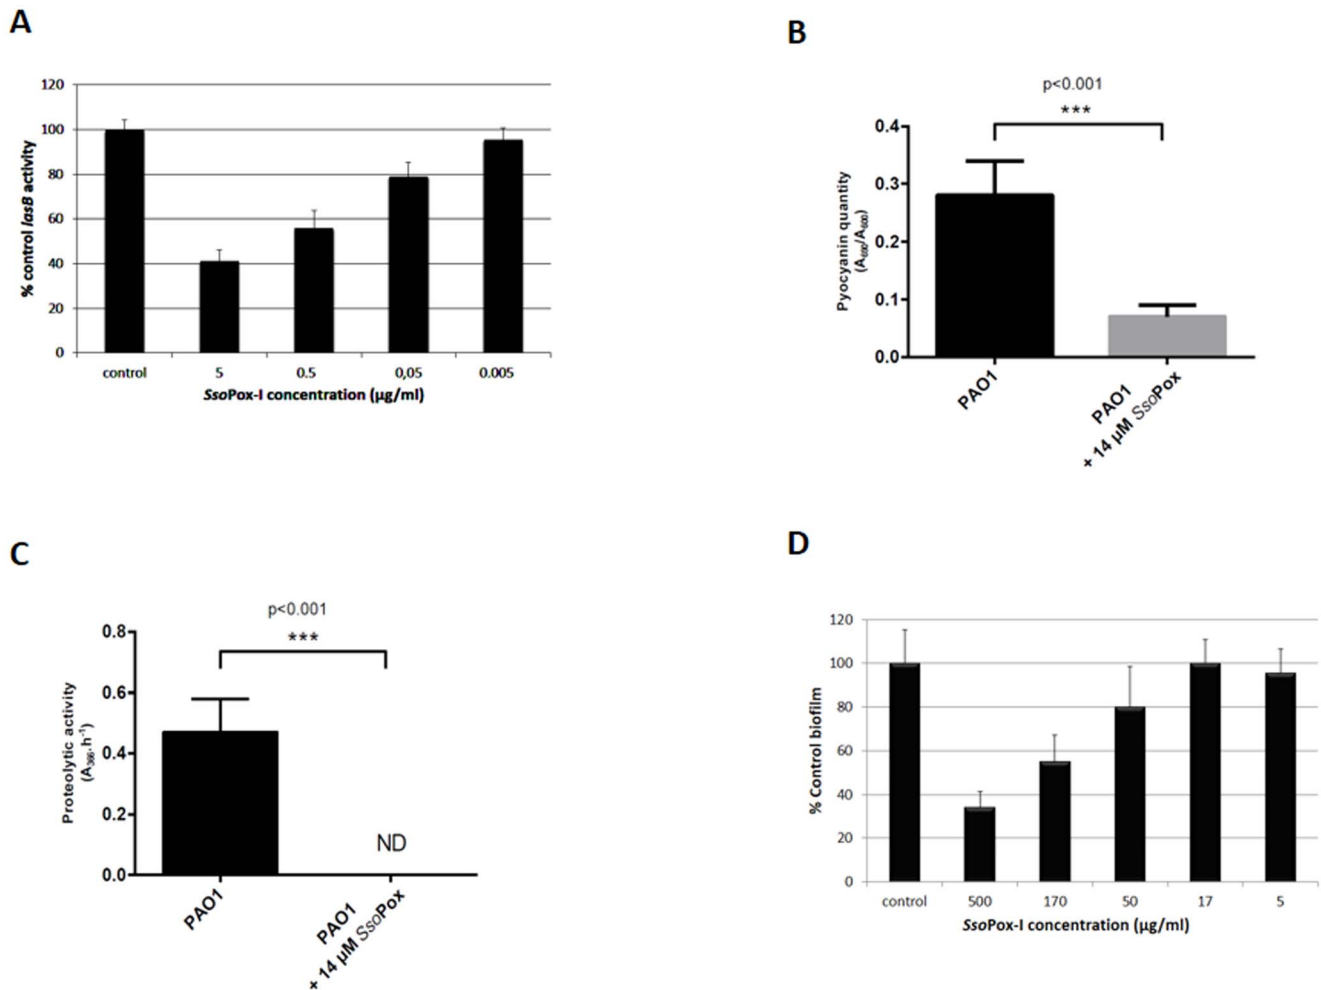 A
120
100
80
60
40
20
0
% control lasB activity
control 5 0.5 0,05 0.005
SsoPox-I concentration (µg/ml)
B
p<0.001
***
0.4
0.3
0.2
0.1
0.0
Pyocyanin quantity
(A₆₉₀/A₆₀₀)
PAO1
PAO1
+ 14 µM SsoPox
C
p<0.001
***
0.8
0.6
0.4
0.2
0.0
Proteolytic activity
(A₃₆₆.h⁻¹)
ND
PAO1
PAO1
+ 14 µM SsoPox
D
120
100
80
60
40
20
0
% Control biofilm
control 500 170 50 17 5
SsoPox-I concentration (µg/ml)